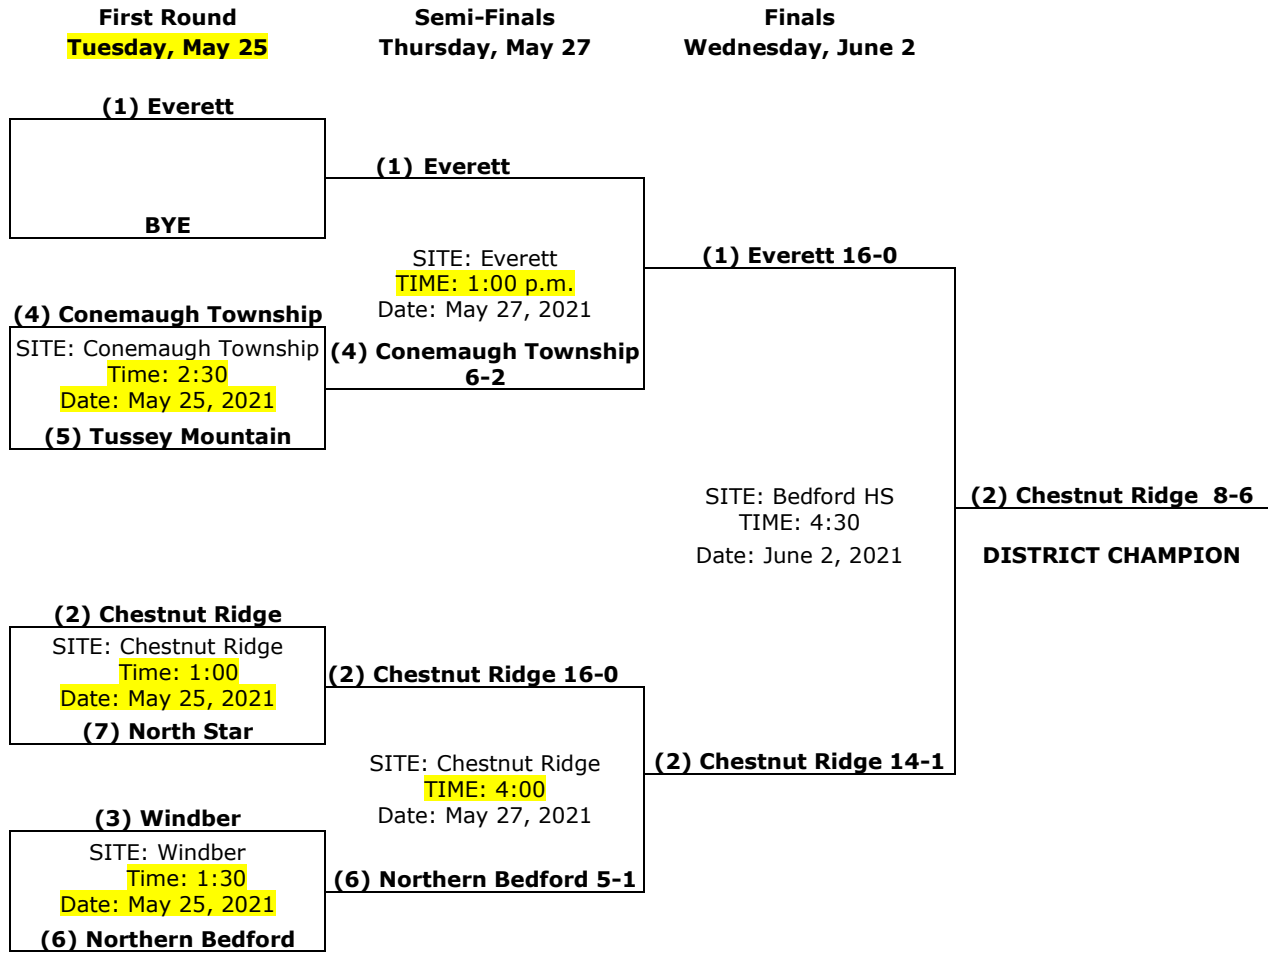 First Round
Tuesday, May 25
Semi-Finals
Thursday, May 27
Finals
Wednesday, June 2
(1) Everett
BYE
(4) Conemaugh Township
SITE: Conemaugh Township
Time: 2:30
Date: May 25, 2021
(5) Tussey Mountain
(2) Chestnut Ridge
SITE: Chestnut Ridge
Time: 1:00
Date: May 25, 2021
(7) North Star
(3) Windber
SITE: Windber
Time: 1:30
Date: May 25, 2021
(6) Northern Bedford
(1) Everett
SITE: Everett
TIME: 1:00 p.m.
Date: May 27, 2021
(4) Conemaugh Township
6-2
(2) Chestnut Ridge 16-0
SITE: Chestnut Ridge
TIME: 4:00
Date: May 27, 2021
(6) Northern Bedford 5-1
(1) Everett 16-0
SITE: Bedford HS
TIME: 4:30
Date: June 2, 2021
(2) Chestnut Ridge 14-1
(2) Chestnut Ridge 8-6
DISTRICT CHAMPION